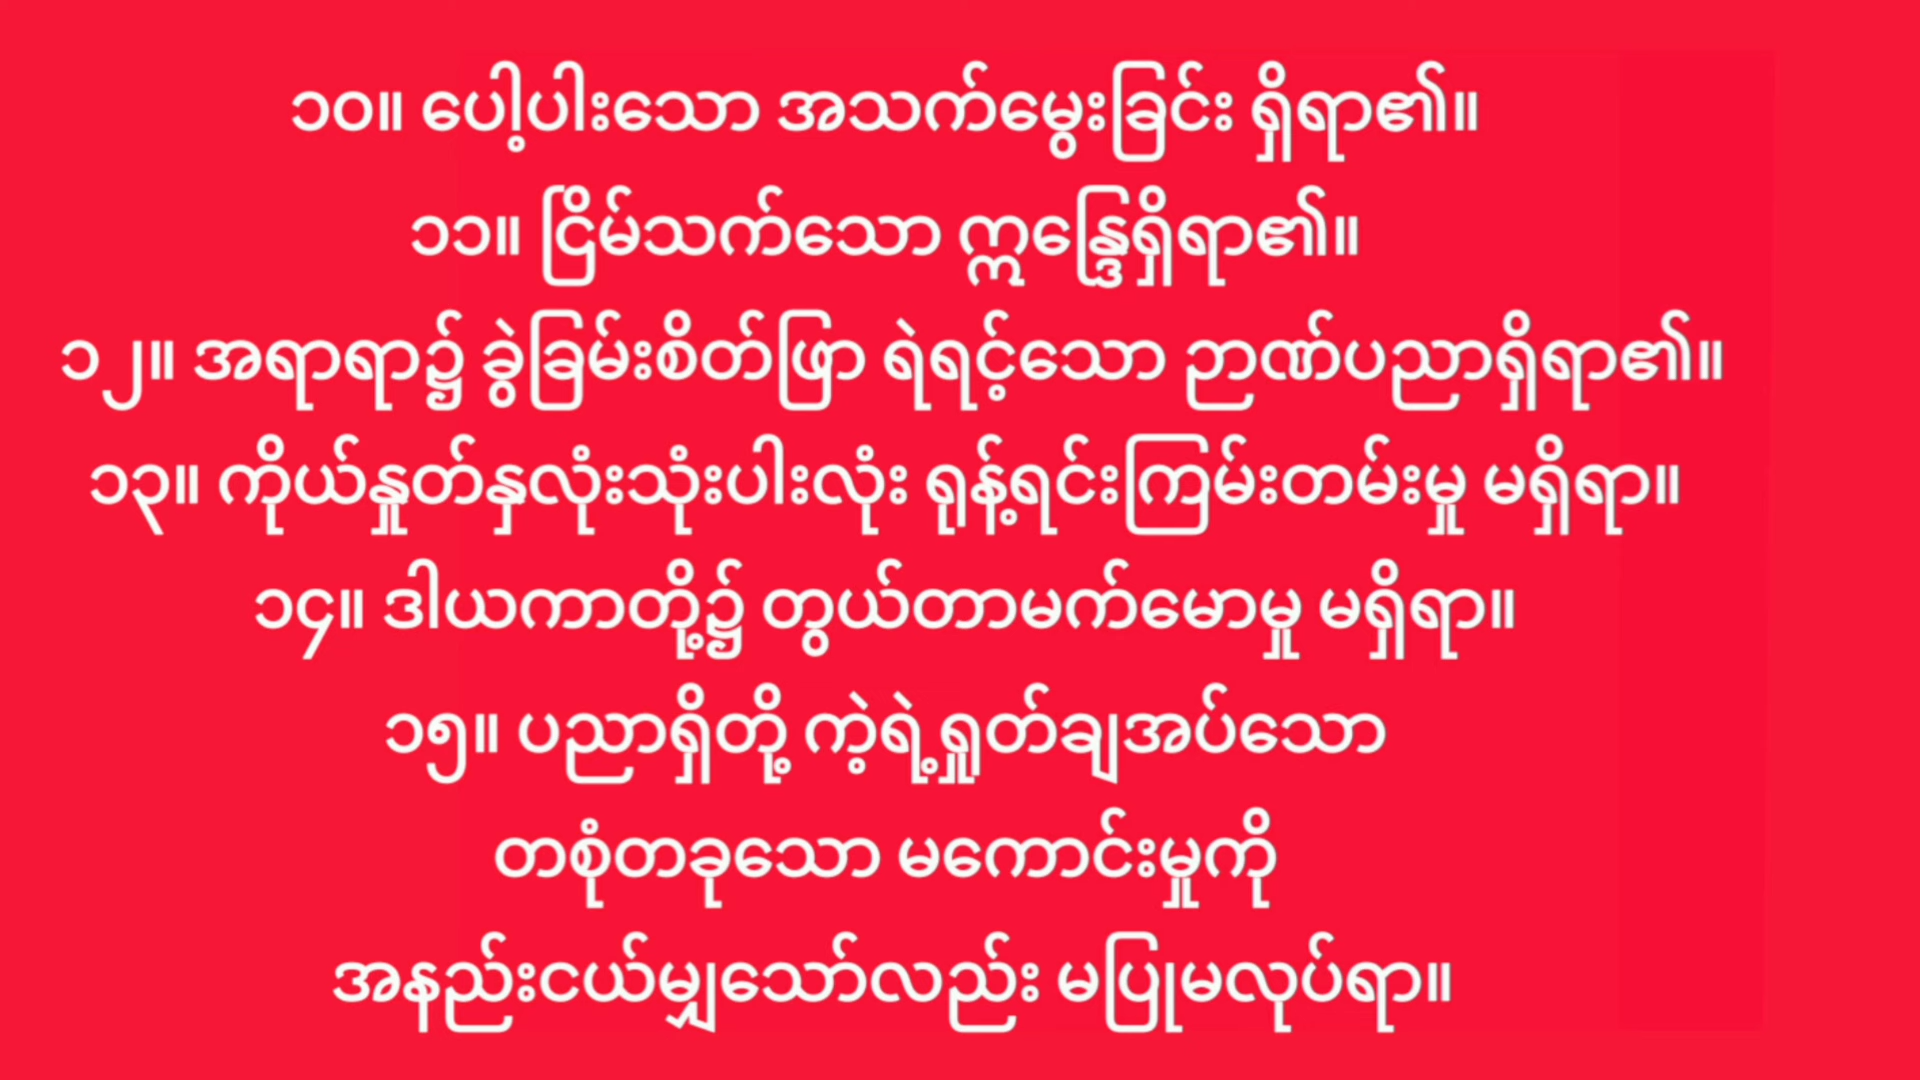 ၁၀။ ပေါ့ပါးသော အသက်မွေးခြင်း ရှိရာ၏။
၁၁။ ငြိမ်သက်သော ဣန္ဒြေရှိရာ၏။
၁၂။ အရာရာ၌ ခွဲခြမ်းစိတ်ဖြာ ရဲရင့်သော ဉာဏ်ပညာရှိရာ၏။
၁၃။ ကိုယ်နှုတ်နှလုံးသုံးပါးလုံး ရုန့်ရင်းကြမ်းတမ်းမှု မရှိရာ။
၁၄။ ဒါယကာတို့၌ တွယ်တာမက်မောမှု မရှိရာ။
၁၅။ ပညာရှိတို့ ကဲ့ရဲ့ရှုတ်ချအပ်သော
တစုံတခုသော မကောင်းမှုကို
အနည်းငယ်မျှသော်လည်း မပြုမလုပ်ရာ။